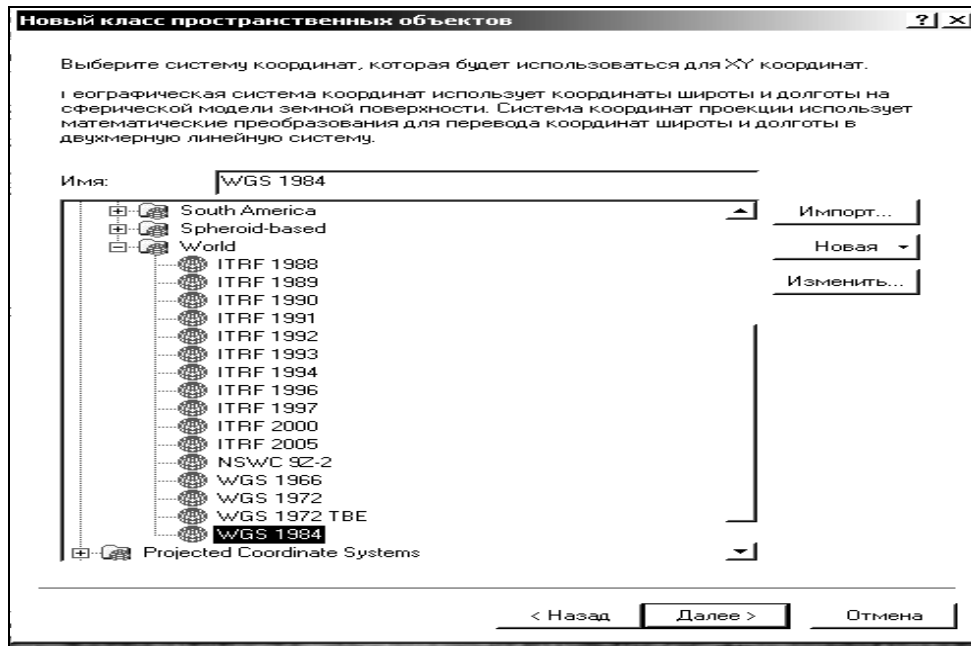 Новый класс пространственных объектов
Выберите систему координат, которая будет использоваться для XY координат.
географическая система координат использует координаты широты и долготы на
сферической модели земной поверхности. Система координат проекции использует
математические преобразования для перевода координат широты и долготы в
двухмерную линейную систему.
Имя: WGS 1984
South America
Spheroid-based
World
ITRF 1988
ITRF 1989
ITRF 1990
ITRF 1991
ITRF 1992
ITRF 1993
ITRF 1994
ITRF 1996
ITRF 1997
ITRF 2000
ITRF 2005
NSWC 9Z-2
WGS 1966
WGS 1972
WGS 1972 TBE
WGS 1984
Projected Coordinate Systems
Импорт...
Новая
Изменить...
< Назад Далее > Отмена